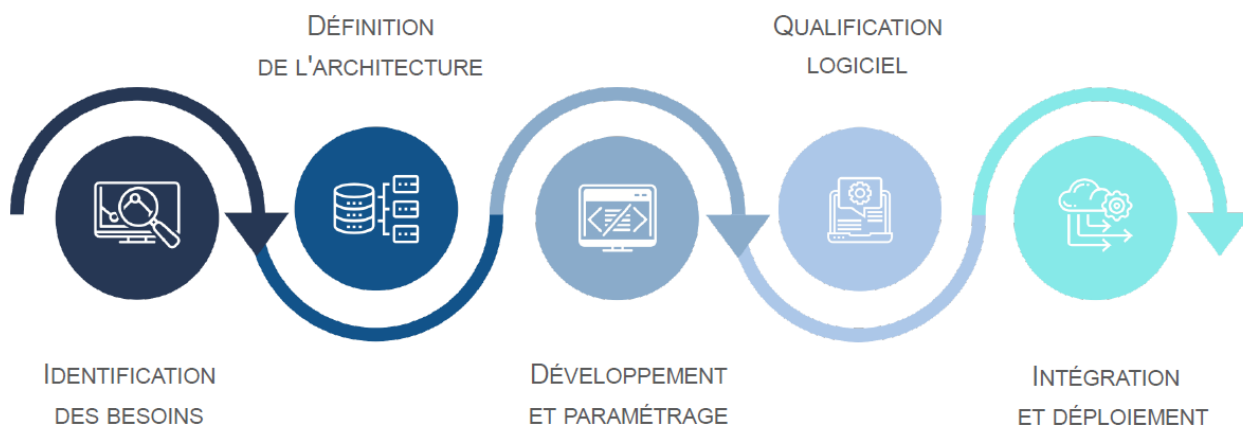 DÉFINITION
DE L'ARCHITECTURE
QUALIFICATION
LOGICIEL
IDENTIFICATION
DES BESOINS
DÉVELOPPEMENT
ET PARAMÉTRAGE
INTÉGRATION
ET DÉPLOIEMENT